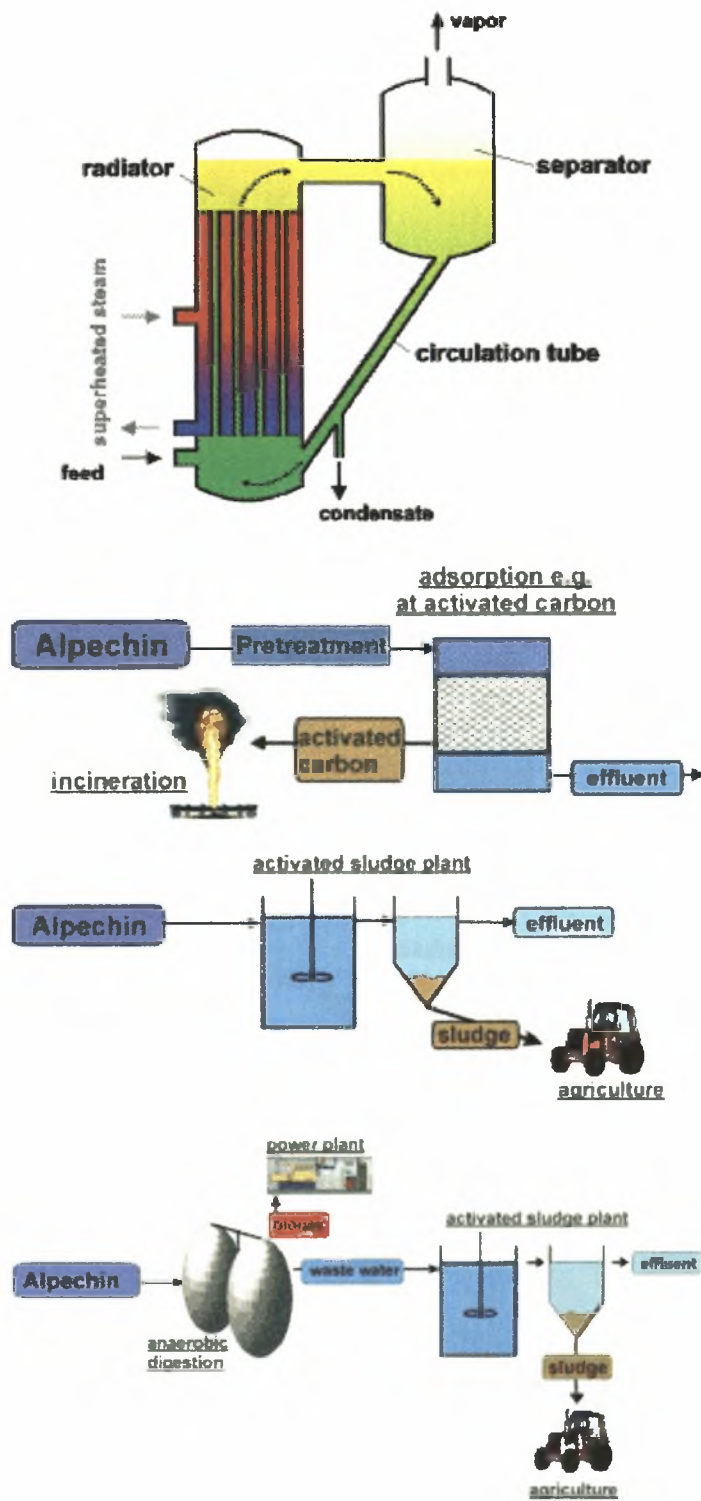 vapor
radiator
separator
superheated steam
circulation tube
feed
condensate
adsorption e.g.
at activated carbon
Alpechin
Pretreatment
activated
carbon
incineration
effluent
activated sludge plant
Alpechin
effluent
sludge
agriculture
power plant
activated sludge plant
Alpechin
waste water
effluent
anaerobic
digestion
sludge
agriculture